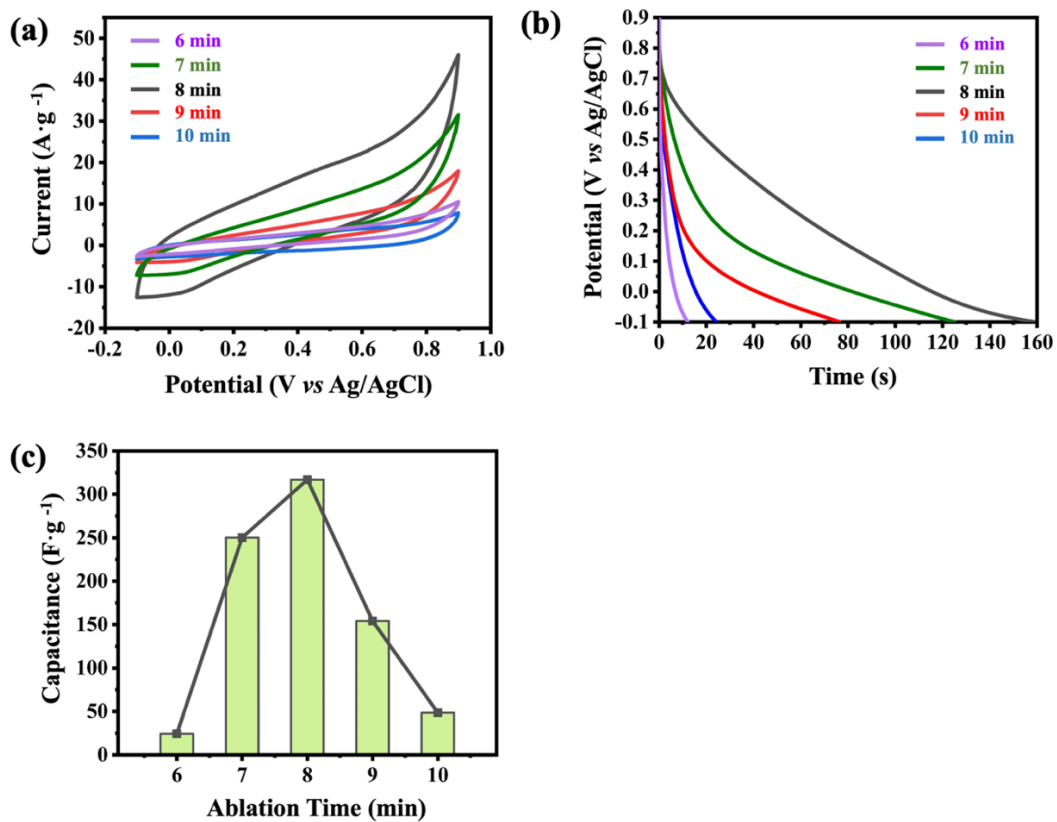 (a)
6 min
7 min
8 min
9 min
10 min
50
40
30
20
10
0
-10
-20
-0.2 0.0 0.2 0.4 0.6 0.8 1.0
Current (A·g -1)
Potential (V vs Ag/AgCl)
(b)
6 min
7 min
8 min
9 min
10 min
0.9
0.8
0.7
0.6
0.5
0.4
0.3
0.2
0.1
0.0
-0.1
0 20 40 60 80 100 120 140 160
Potential (V vs Ag/AgCl)
Time (s)
(c)
350
300
250
200
150
100
50
0
6 7 8 9 10
Capacitance (F·g -1)
Ablation Time (min)